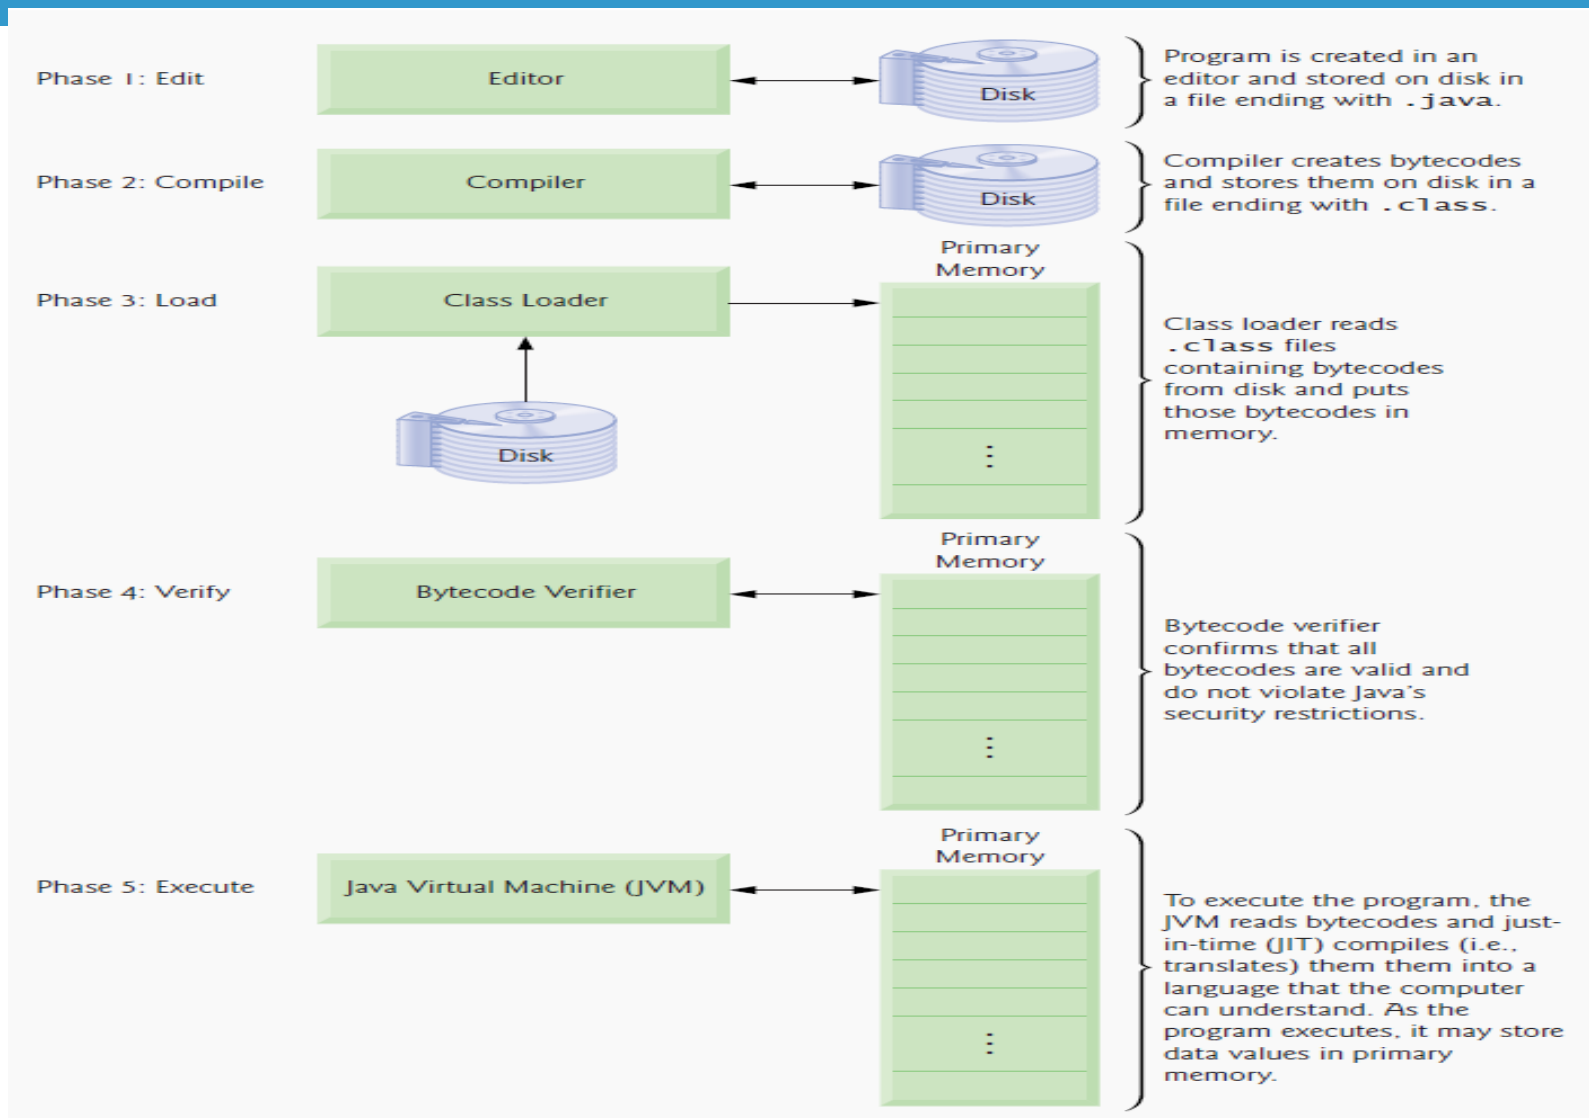 Phase 1: Edit
Editor
Disk
Program is created in an
editor and stored on disk in
a file ending with .java.
Phase 2: Compile
Compiler
Disk
Compiler creates bytecodes
and stores them on disk in a
file ending with .class.
Phase 3: Load
Class Loader
Disk
Primary
Memory
Class loader reads
.class files
containing bytecodes
from disk and puts
those bytecodes in
memory.
Phase 4: Verify
Bytecode Verifier
Primary
Memory
Bytecode verifier
confirms that all
bytecodes are valid and
do not violate Java's
security restrictions.
Phase 5: Execute
Java Virtual Machine (JVM)
Primary
Memory
To execute the program, the
JVM reads bytecodes and just-
in-time (JIT) compiles (i.e.,
translates) them them into a
language that the computer
can understand. As the
program executes, it may store
data values in primary
memory.